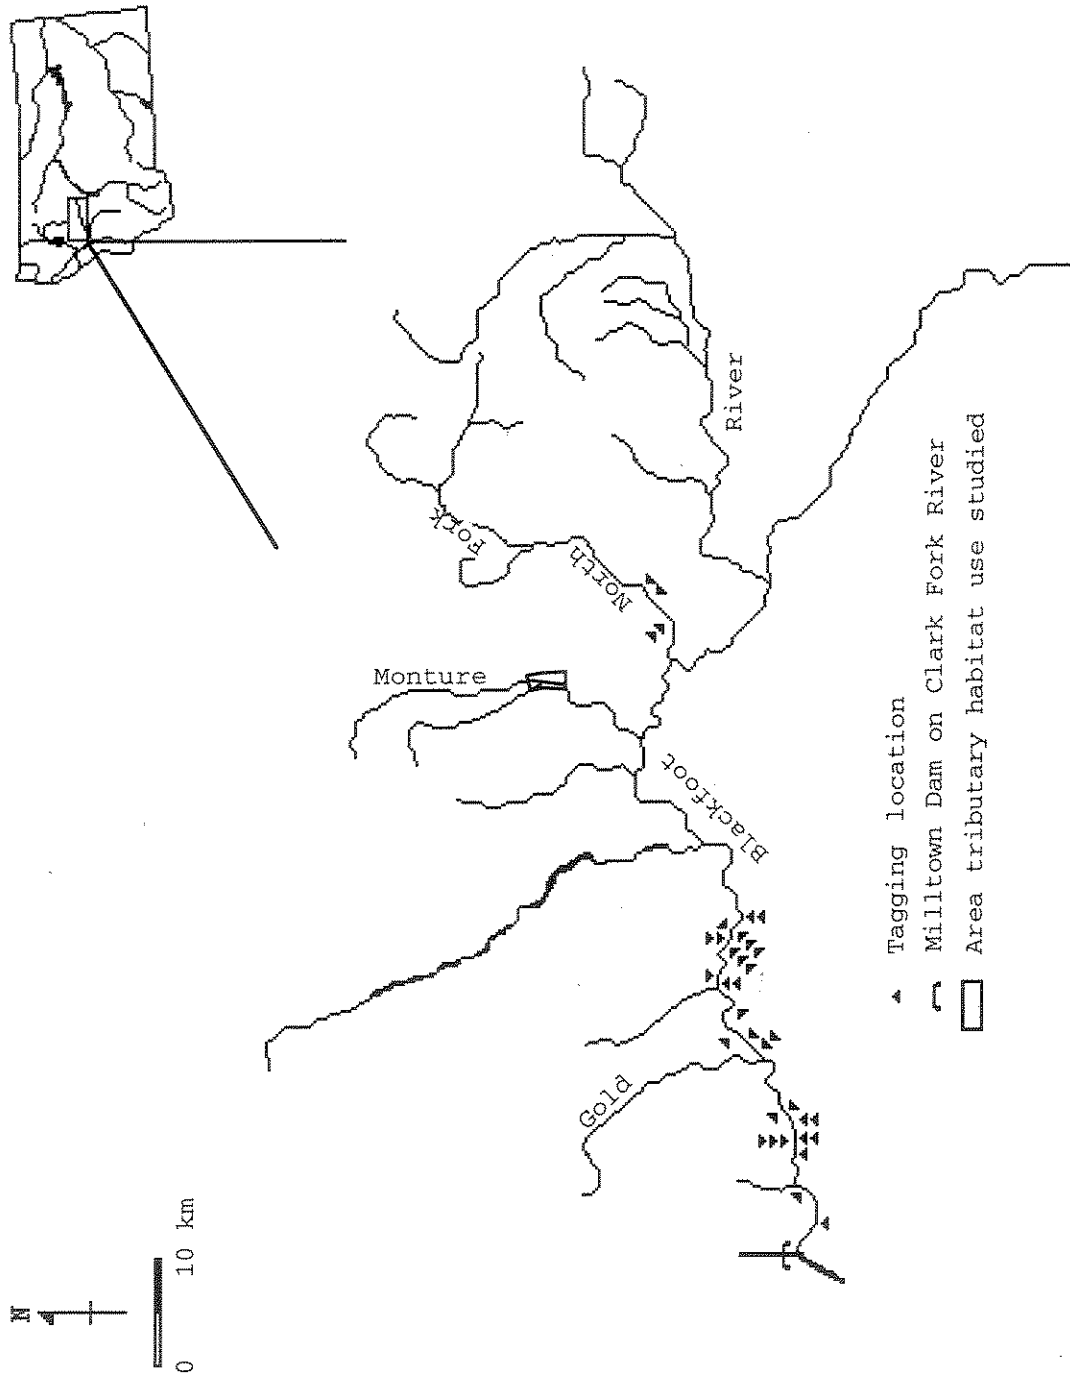 N
0 10 km
Gold
Monture
North
Fork
Blackfoot
River
Tagging location
Milltown Dam on Clark Fork River
Area tributary habitat use studied